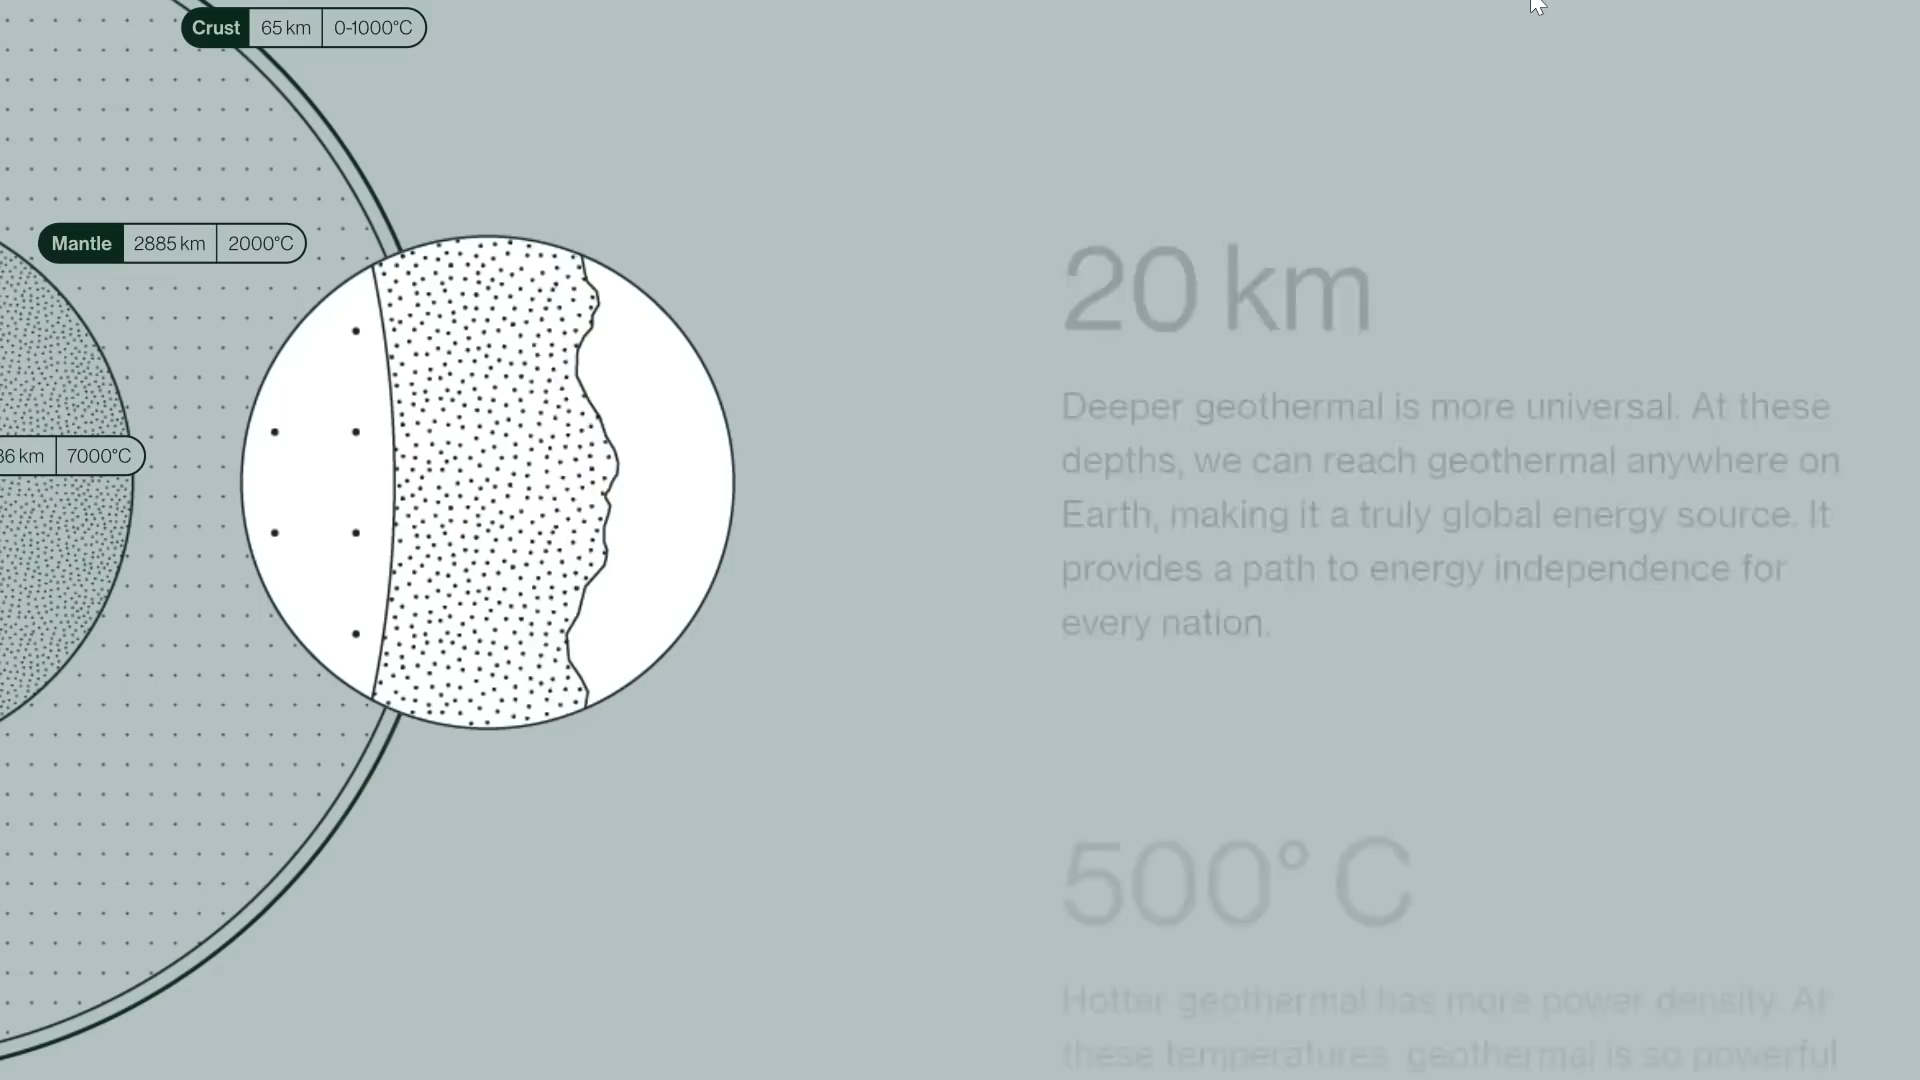 Crust 65 km 0-1000°C
Mantle 2885 km 2000°C
36 km 7000°C
20 km
Deeper geothermal is more universal. At these
depths, we can reach geothermal anywhere on
Earth, making it a truly global energy source. It
provides a path to energy independence for
every nation.
500° C
Hotter geothermal has more power density. At
these temperatures, geothermal is so powerful